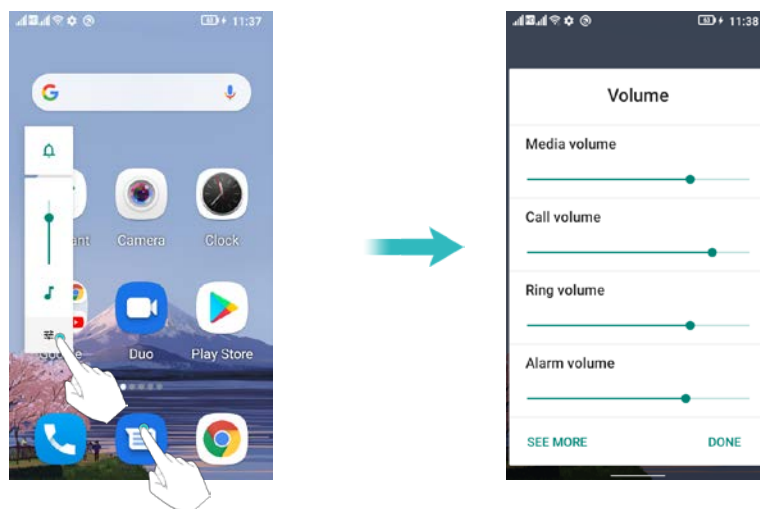 11:37
G
ant
Camera
Clock
Duo
Play Store
11:38
Volume
Media volume
Call volume
Ring volume
Alarm volume
SEE MORE
DONE